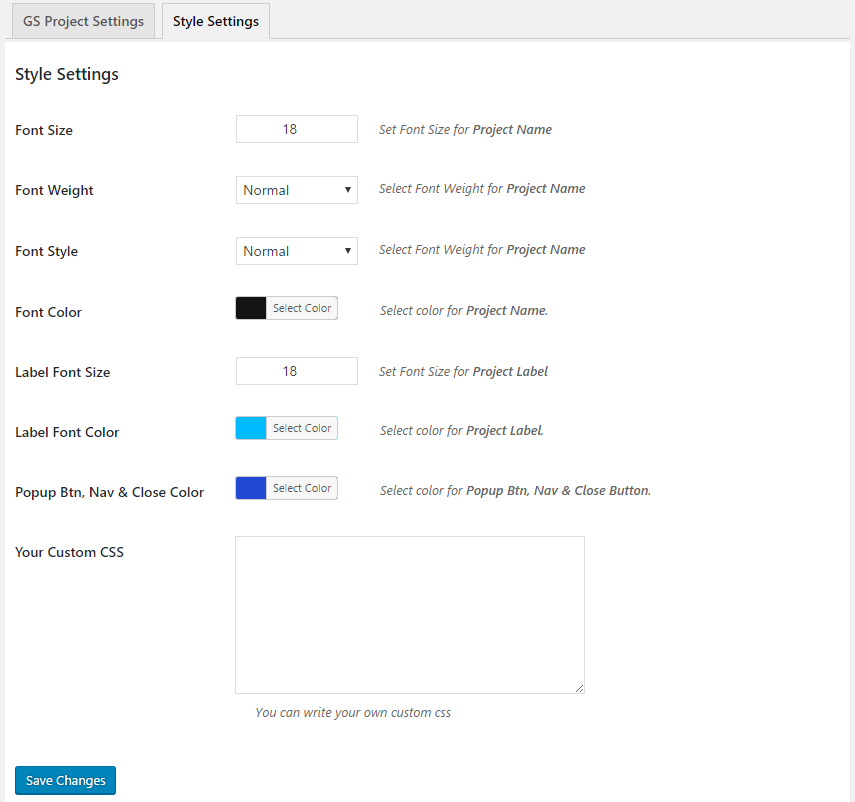 GS Project Settings Style Settings
Style Settings
Font Size 18 Set Font Size for Project Name
Font Weight Normal Select Font Weight for Project Name
Font Style Normal Select Font Weight for Project Name
Font Color Select Color Select color for Project Name.
Label Font Size 18 Set Font Size for Project Label
Label Font Color Select Color Select color for Project Label.
Popup Btn, Nav & Close Color Select Color Select color for Popup Btn, Nav & Close Button.
Your Custom CSS
You can write your own custom css
Save Changes